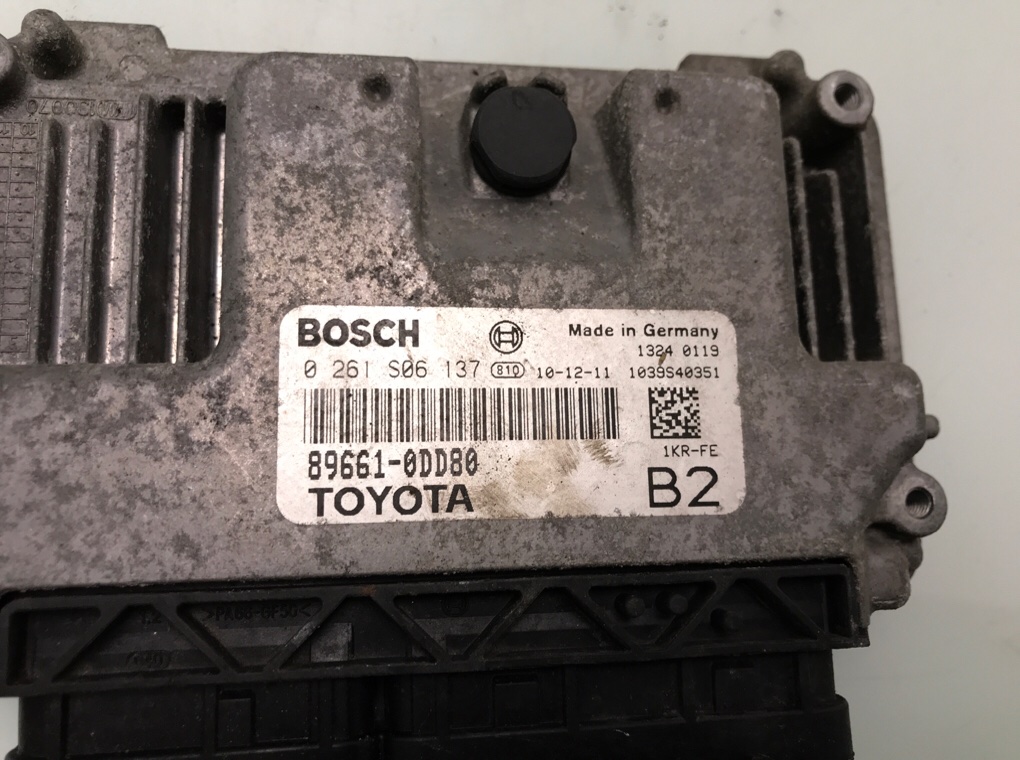 BOSCH
Made in Germany
1324 0119
0 261 S06 137 810 10-12-11 1039S40351
1KR-FE
89661-0DD80
TOYOTA
B2